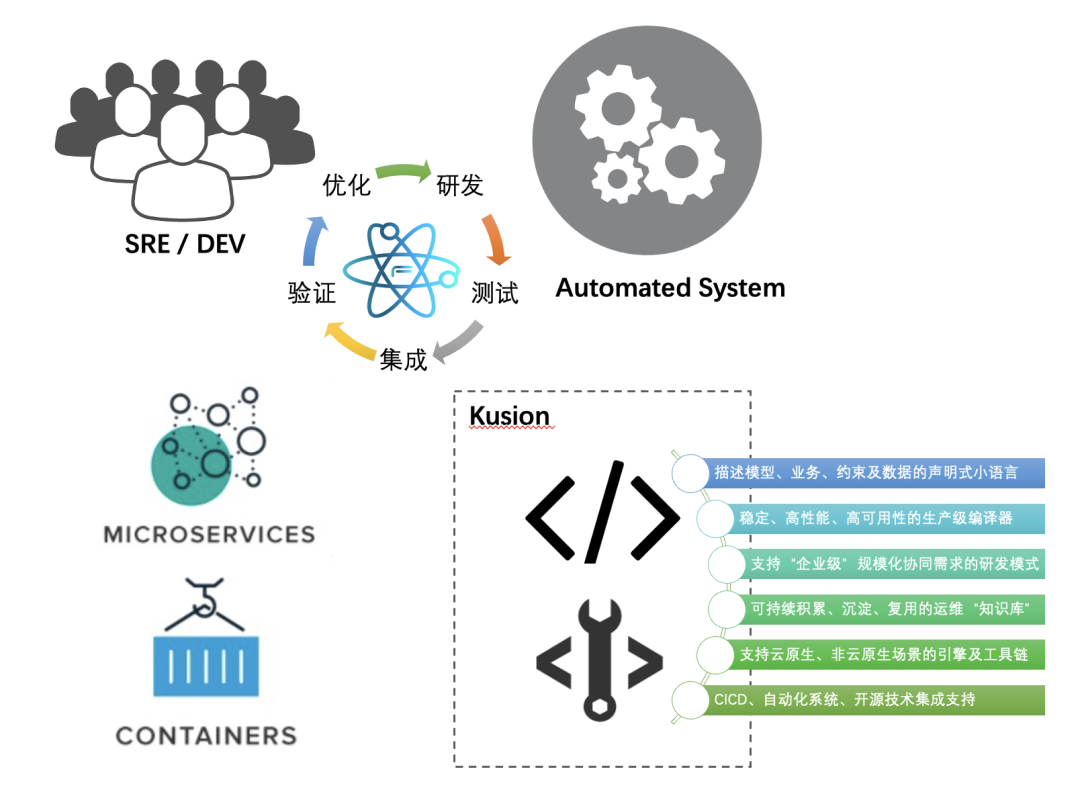 优化
研发
SRE / DEV
验证
测试
Automated System
集成
Kusion
描述模型、业务、约束及数据的声明式小语言
稳定、高性能、高可用性的生产级编译器
支持 “企业级” 规模化协同需求的研发模式
可持续积累、沉淀、复用的运维 “知识库”
支持云原生、非云原生场景的引擎及工具链
CICD、自动化系统、开源技术集成支持
MICROSERVICES
CONTAINERS